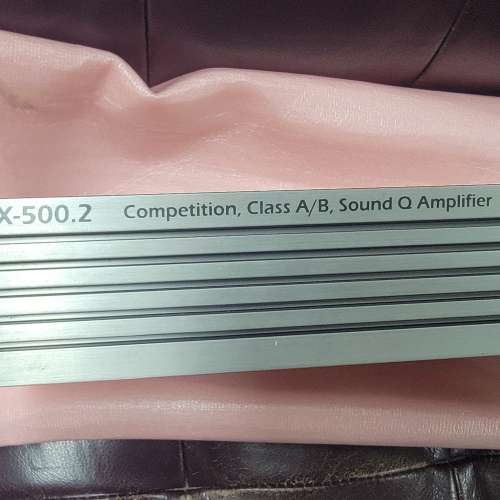 X-500.2 Competition, Class A/B, Sound Q Amplifier